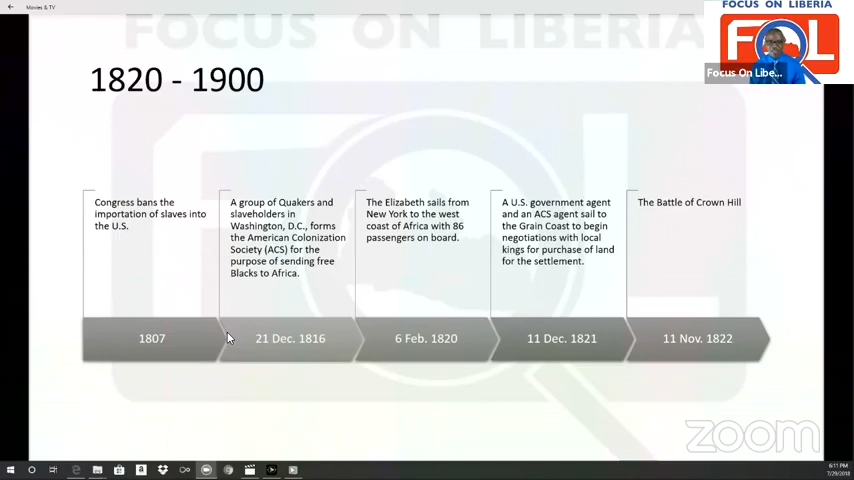 Movies & TV
FOCUS ON LIBERIA
FOCUS ON LIBERIA
FOL
Focus On Libe...
1820 - 1900
Congress bans the
importation of slaves into
the U.S.
A group of Quakers and
slaveholders in
Washington, D.C., forms
the American Colonization
Society (ACS) for the
purpose of sending free
Blacks to Africa.
The Elizabeth sails from
New York to the west
coast of Africa with 86
passengers on board.
A U.S. government agent
and an ACS agent sail to
the Grain Coast to begin
negotiations with local
kings for purchase of land
for the settlement.
The Battle of Crown Hill
1807
21 Dec. 1816
6 Feb. 1820
11 Dec. 1821
11 Nov. 1822
zoom
6:11 PM
7/29/2018